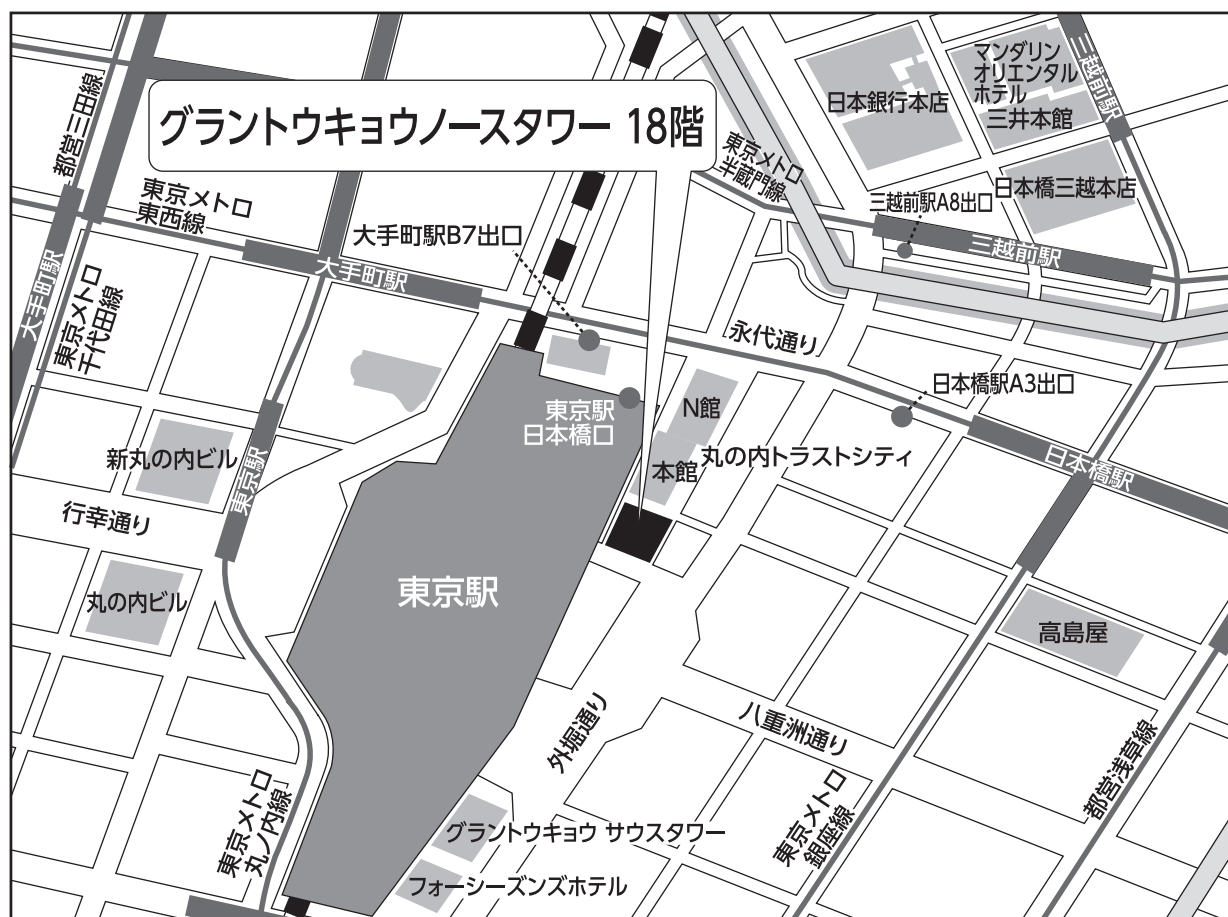 グラントウキョウノースタワー 18階
都営三田線
東京メトロ
東西線
大手町駅
東京メトロ
千代田線
大手町駅
大手町駅B7出口
東京メトロ
半蔵門線
日本銀行本店
マンダリン
オリエンタル
ホテル
三井本館
三越前駅
日本橋三越本店
三越前駅A8出口
三越前駅
永代通り
日本橋駅A3出口
日本橋駅
東京駅
日本橋口
N館
本館
丸の内トラストシティ
新丸の内ビル
東京駅
行幸通り
丸の内ビル
東京駅
高島屋
外堀通り
八重洲通り
東京メトロ
丸ノ内線
東京メトロ
銀座線
都営浅草線
グラントウキョウ サウスタワー
フォーシーズンズホテル